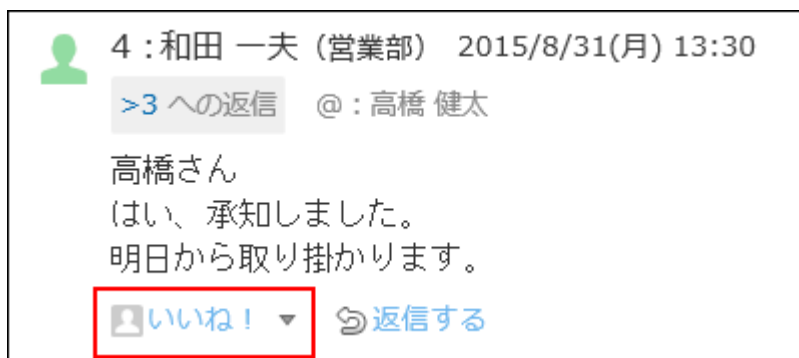 4：和田 一夫（営業部） 2015/8/31(月) 13:30
>3 への返信 @：高橋 健太
高橋さん
はい、承知しました。
明日から取り掛かります。
いいね！ ▼ 返信する